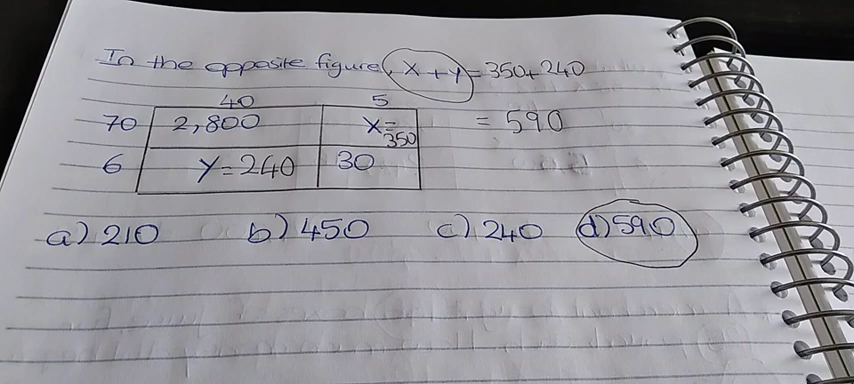 In the opposite figure, x + y = 350+240
40 5
70 2,800 x= 350 = 590
6 y=240 30
a) 210 b) 450 c) 240 d) 590